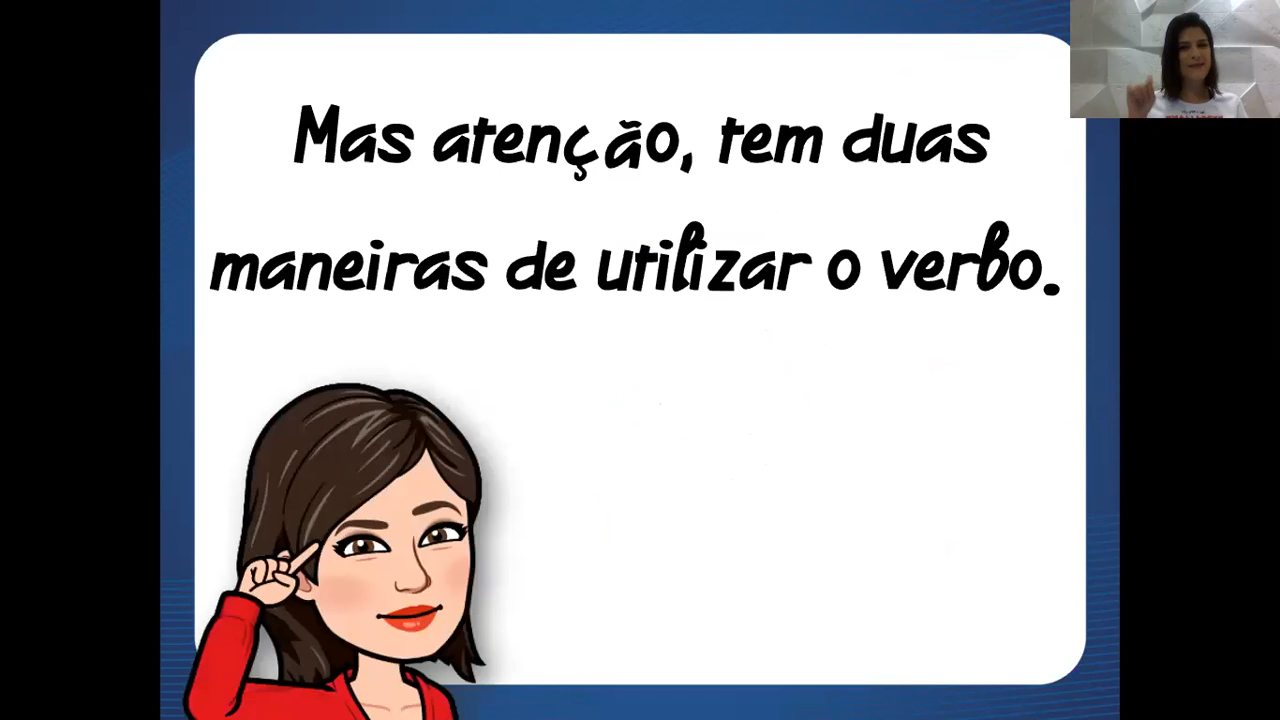 Mas atenção, tem duas
maneiras de utilizar o verbo.